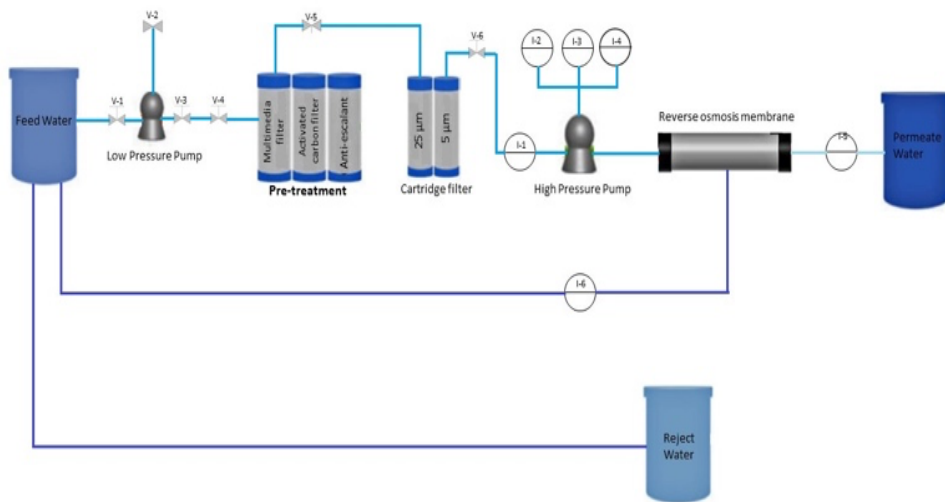 V-2
V-5
V-6
I-2
I-3
I-4
Feed Water
V-1
V-3
V-4
Low Pressure Pump
Multimedia
filter
Activated
carbon filter
Anti-escalant
Pre-treatment
25 µm
5 µm
Cartridge filter
I-1
High Pressure Pump
Reverse osmosis membrane
I-5
Permeate
Water
I-6
Reject
Water